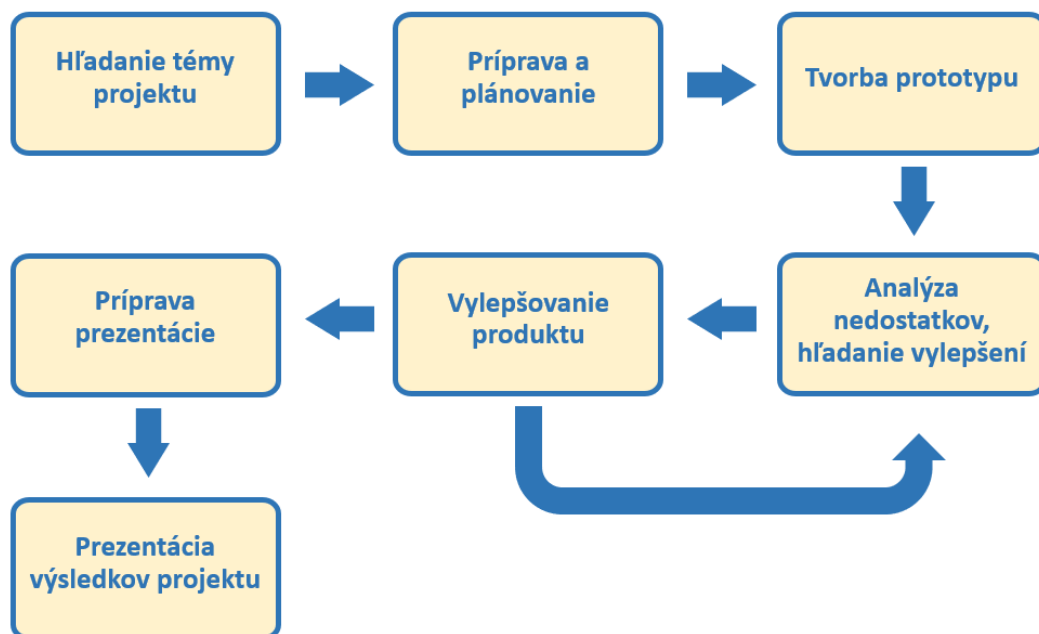 Hľadanie témy
projektu
Príprava a
plánovanie
Tvorba prototypu
Analýza
nedostatkov,
hľadanie vylepšení
Vylepšovanie
produktu
Príprava
prezentácie
Prezentácia
výsledkov projektu